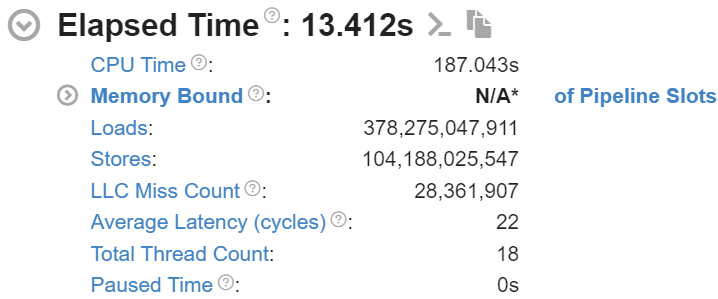 Elapsed Time ?: 13.412s
CPU Time ?: 187.043s
Memory Bound ?: N/A* of Pipeline Slots
Loads: 378,275,047,911
Stores: 104,188,025,547
LLC Miss Count ?: 28,361,907
Average Latency (cycles) ?: 22
Total Thread Count: 18
Paused Time ?: 0s